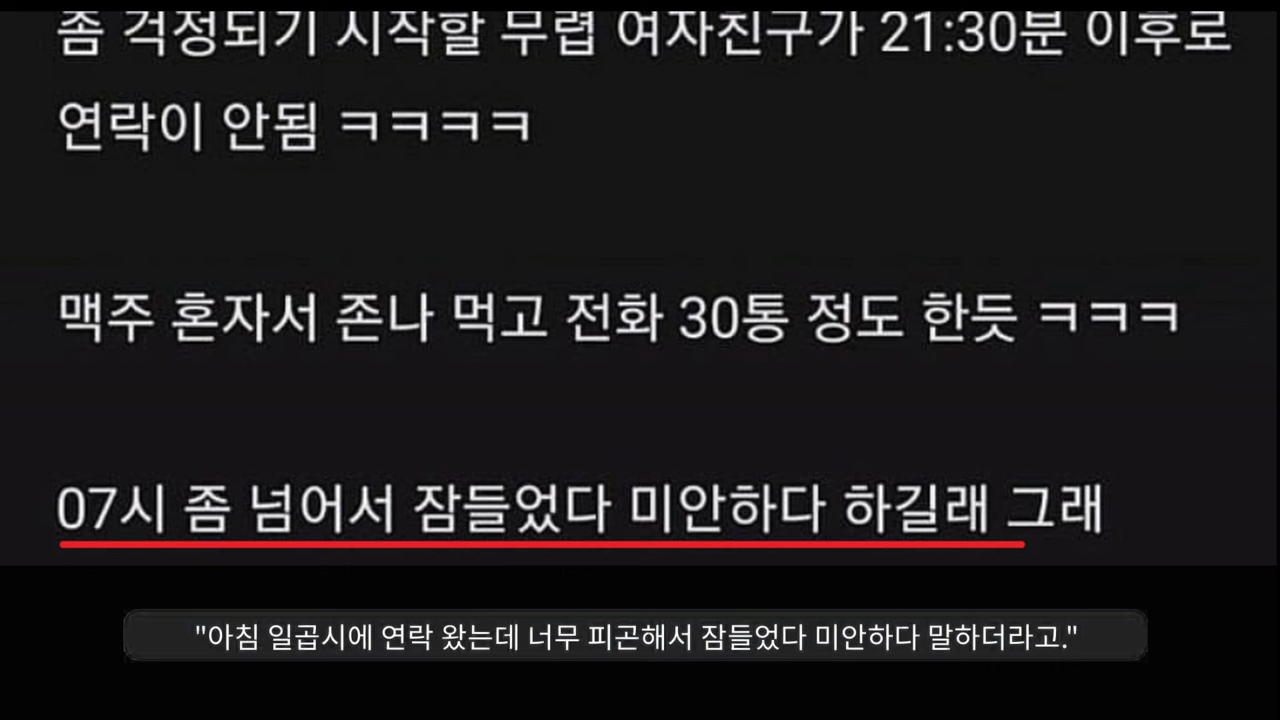 좀 걱정되기 시작할 무렵 여자친구가 21:30분 이후로
연락이 안됨 ㅋㅋㅋㅋ
맥주 혼자서 존나 먹고 전화 30통 정도 한듯 ㅋㅋㅋ
07시 좀 넘어서 잠들었다 미안하다 하길래 그래
"아침 일곱시에 연락 왔는데 너무 피곤해서 잠들었다 미안하다 말하더라고."